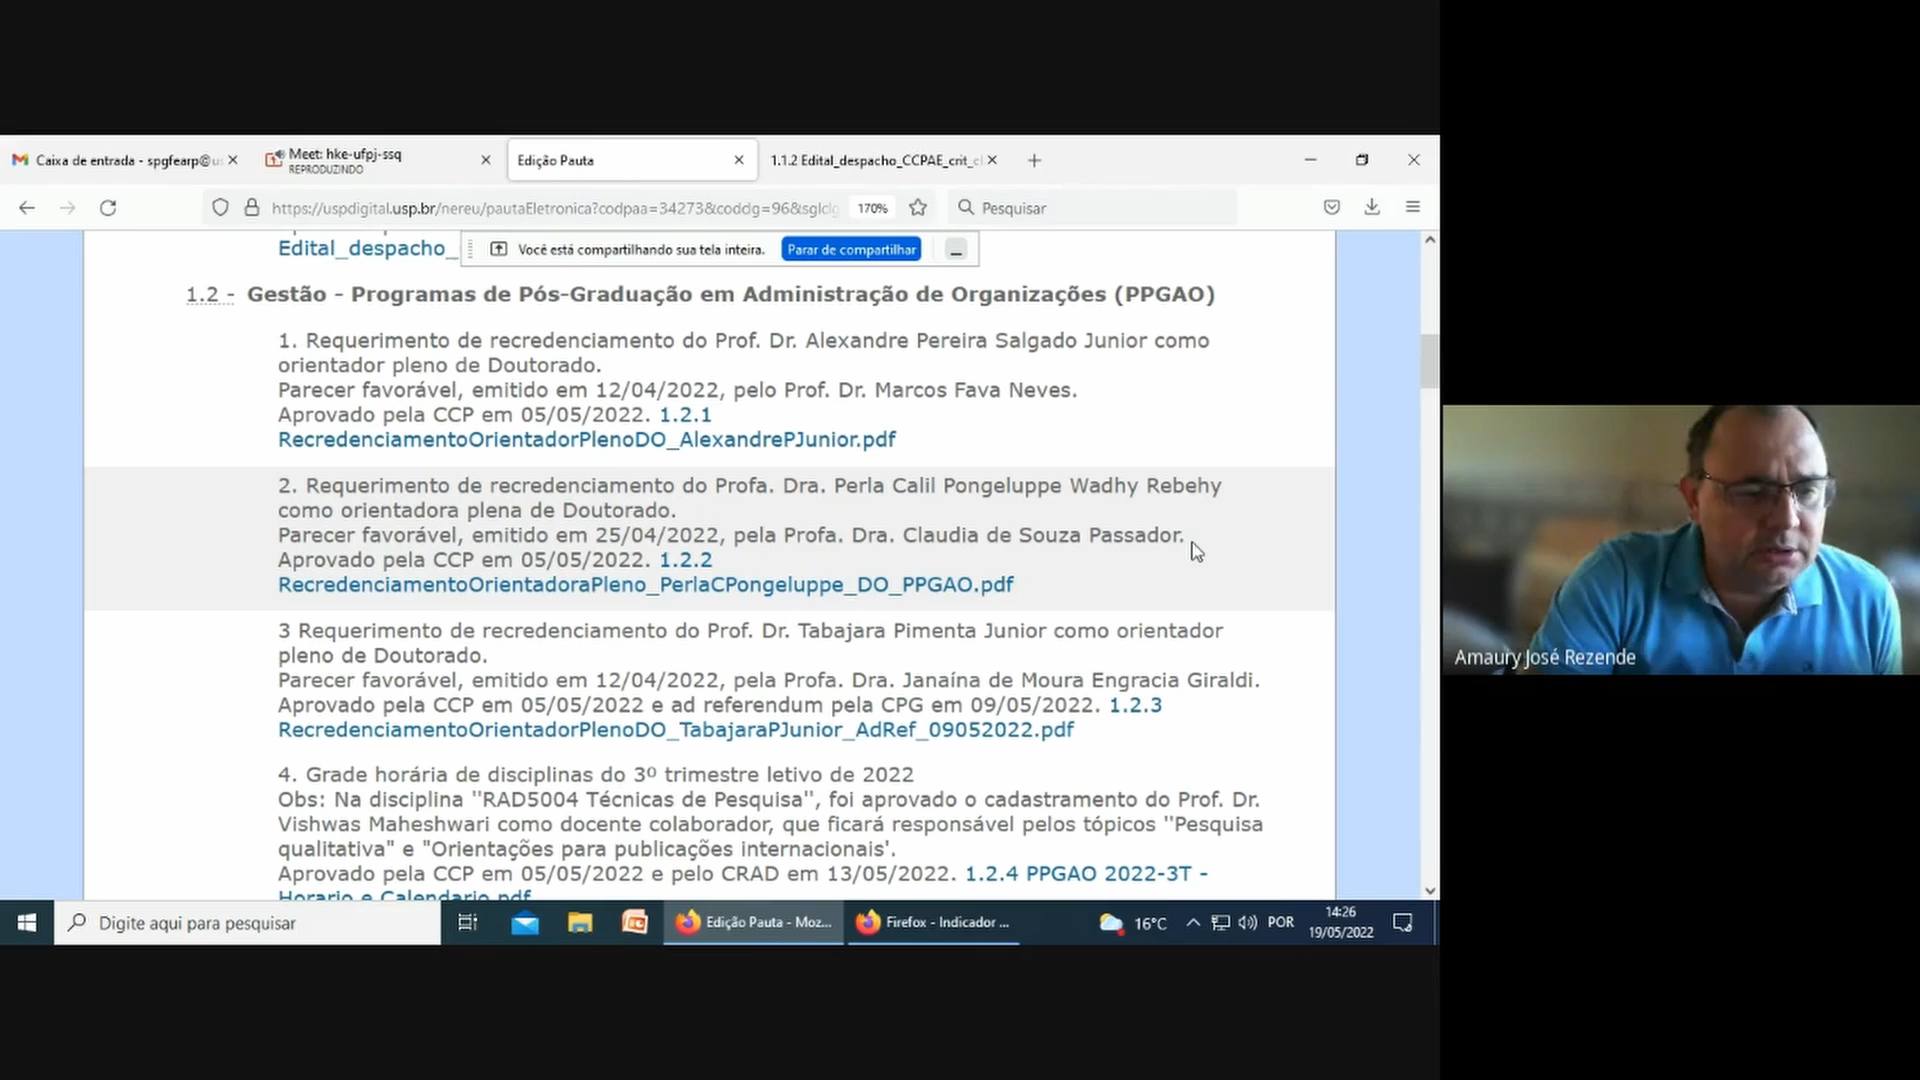 Caixa de entrada - spgfearp@us
Meet: hke-ufpj-ssq
REPRODUZINDO
Edição Pauta
1.1.2 Edital_despacho_CCPAE_crit_cl
https://uspdigital.usp.br/nereu/pautaEletronica?codpaa=34273&codclg=96&sglclg
170%
Pesquisar
Edital_despacho_
Você está compartilhando sua tela inteira.
Parar de compartilhar
1.2 - Gestão - Programas de Pós-Graduação em Administração de Organizações (PPGAO)
1. Requerimento de recredenciamento do Prof. Dr. Alexandre Pereira Salgado Junior como
orientador pleno de Doutorado.
Parecer favorável, emitido em 12/04/2022, pelo Prof. Dr. Marcos Fava Neves.
Aprovado pela CCP em 05/05/2022. 1.2.1
RecredenciamentoOrientadorPlenoDO_AlexandrePJunior.pdf
2. Requerimento de recredenciamento do Profa. Dra. Perla Calil Pongeluppe Wadhy Rebehy
como orientadora plena de Doutorado.
Parecer favorável, emitido em 25/04/2022, pela Profa. Dra. Claudia de Souza Passador.
Aprovado pela CCP em 05/05/2022. 1.2.2
RecredenciamentoOrientadoraPleno_PerlaCPongeluppe_DO_PPGAO.pdf
3 Requerimento de recredenciamento do Prof. Dr. Tabajara Pimenta Junior como orientador
pleno de Doutorado.
Parecer favorável, emitido em 12/04/2022, pela Profa. Dra. Janaína de Moura Engracia Giraldi.
Aprovado pela CCP em 05/05/2022 e ad referendum pela CPG em 09/05/2022. 1.2.3
RecredenciamentoOrientadorPlenoDO_TabajaraPJunior_AdRef_09052022.pdf
4. Grade horária de disciplinas do 3º trimestre letivo de 2022
Obs: Na disciplina "RAD5004 Técnicas de Pesquisa", foi aprovado o cadastramento do Prof. Dr.
Vishwas Maheshwari como docente colaborador, que ficará responsável pelos tópicos "Pesquisa
qualitativa" e "Orientações para publicações internacionais'.
Aprovado pela CCP em 05/05/2022 e pelo CRAD em 13/05/2022. 1.2.4 PPGAO 2022-3T -
Horario e Calendario.pdf
Amaury José Rezende
Digite aqui para pesquisar
Edição Pauta - Moz...
Firefox - Indicador ...
16°C
POR
14:26
19/05/2022